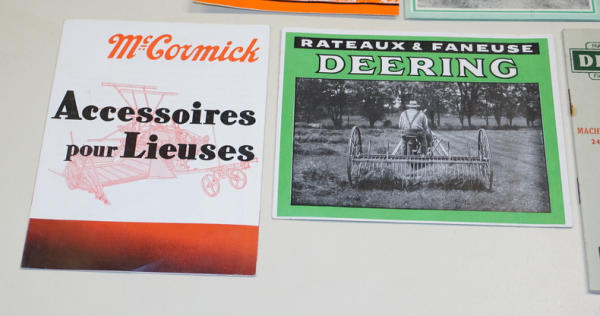 McCormick
Accessoires
pour Lieuses
RATEAUX & FANEUSE
DEERING